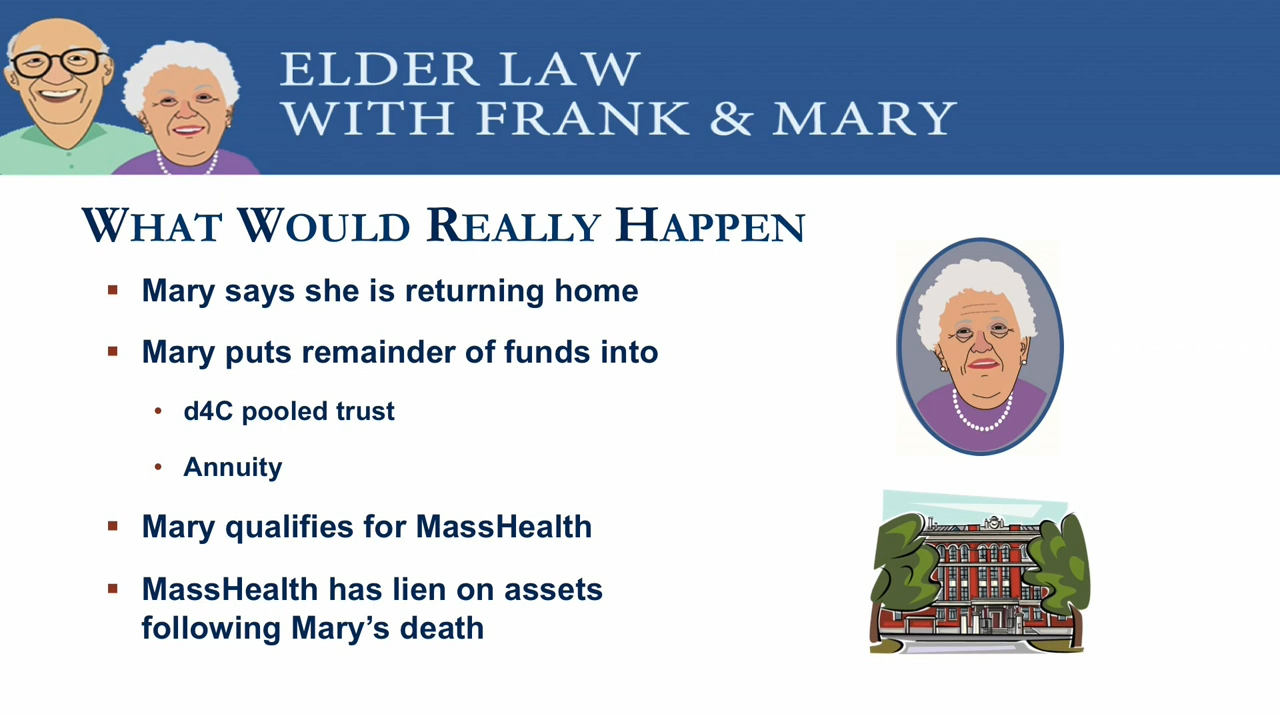 ELDER LAW
WITH FRANK & MARY
WHAT WOULD REALLY HAPPEN
▪ Mary says she is returning home
▪ Mary puts remainder of funds into
• d4C pooled trust
• Annuity
▪ Mary qualifies for MassHealth
▪ MassHealth has lien on assets
following Mary’s death